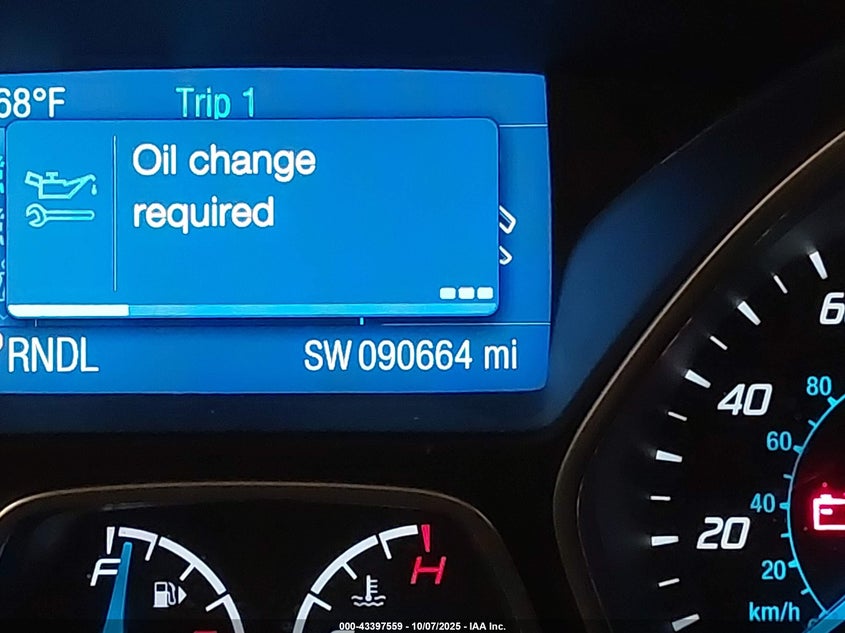 68°F Trip 1
Oil change
required
RNDL SW 090664 mi
6
40
80
60
40
20
20
km/h
F
H
000-43397559 - 10/07/2025 - IAA Inc.